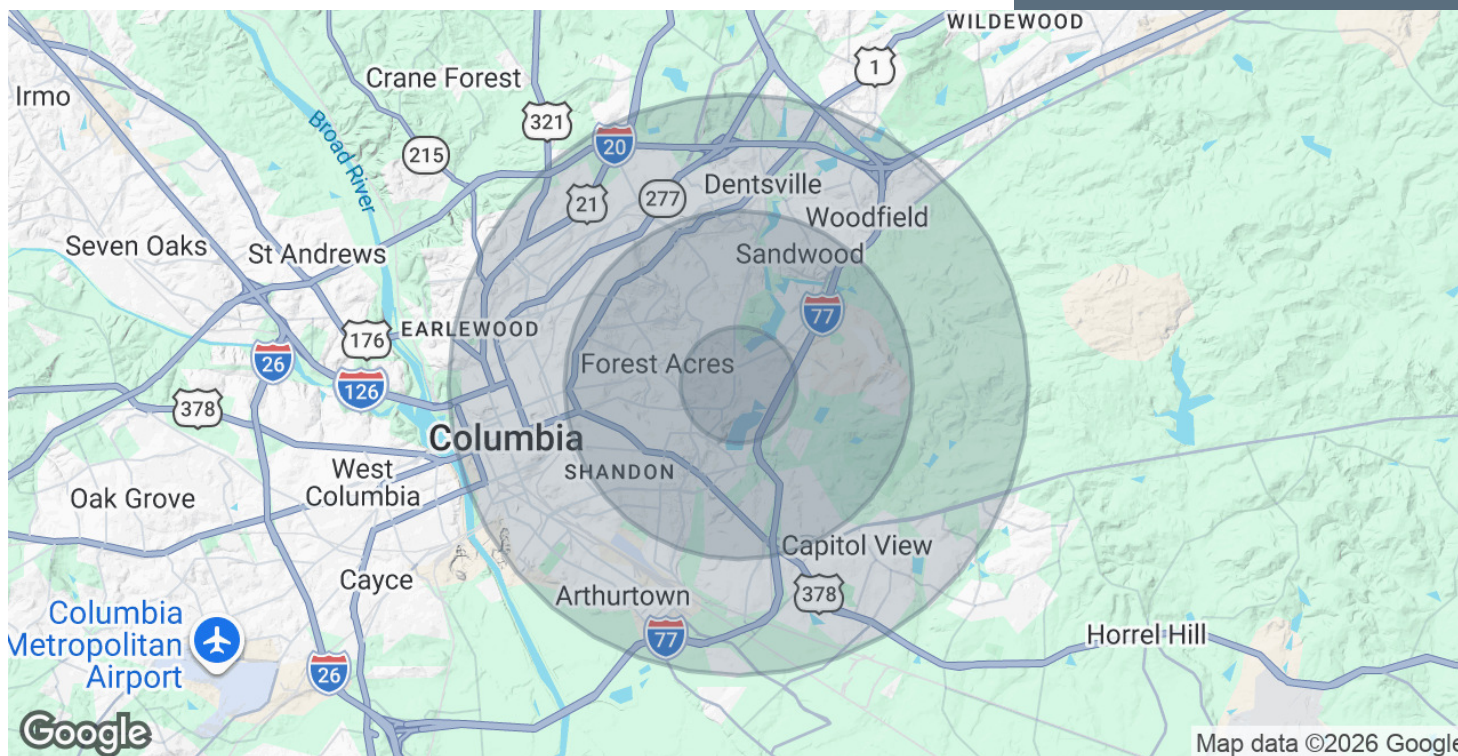 WILDEWOOD
1
Crane Forest
Irmo
321
Broad River
20
215
Dentsville
277
21
Woodfield
Seven Oaks
St Andrews
Sandwood
77
EARLEWOOD
176
26
Forest Acres
126
378
Columbia
SHANDON
West
Columbia
Oak Grove
Capitol View
Cayce
Arthurtown
378
Columbia
Metropolitan
Airport
77
Horrel Hill
26
Google
Map data ©2026 Google